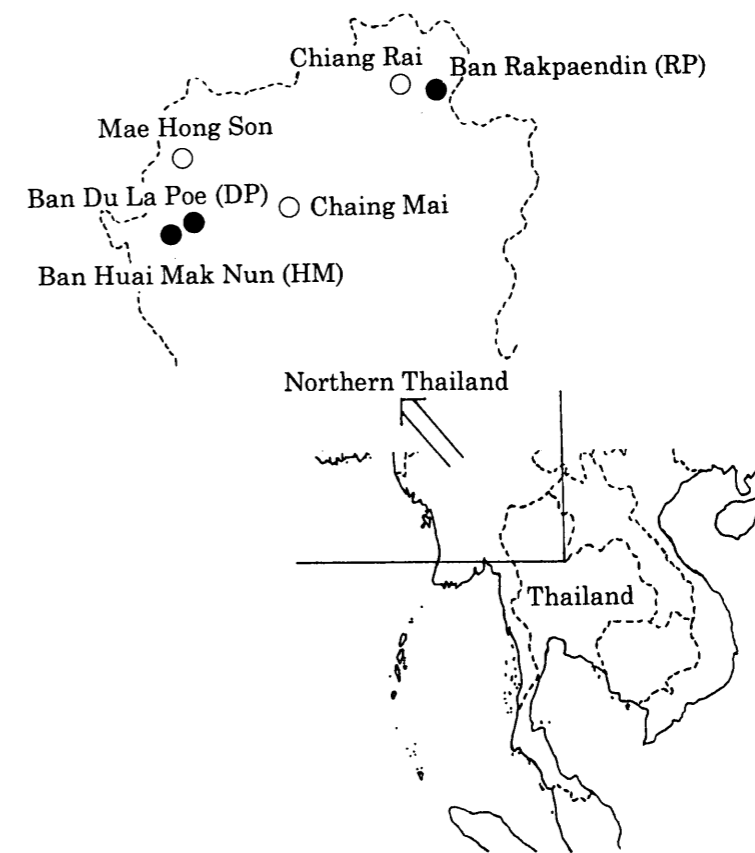 Chiang Rai
Ban Rakpaendin (RP)
Mae Hong Son
Ban Du La Poe (DP)
Chaing Mai
Ban Huai Mak Nun (HM)
Northern Thailand
Thailand